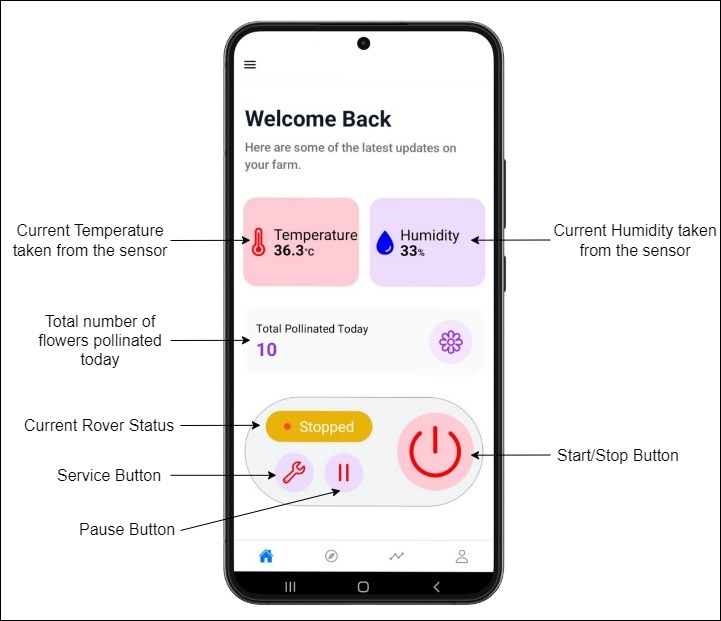 Welcome Back
Here are some of the latest updates on
your farm.
Current Temperature
taken from the sensor
Temperature
36.3°C
Humidity
33%
Current Humidity taken
from the sensor
Total number of
flowers pollinated
today
Total Pollinated Today
10
Current Rover Status
Stopped
Service Button
Start/Stop Button
Pause Button